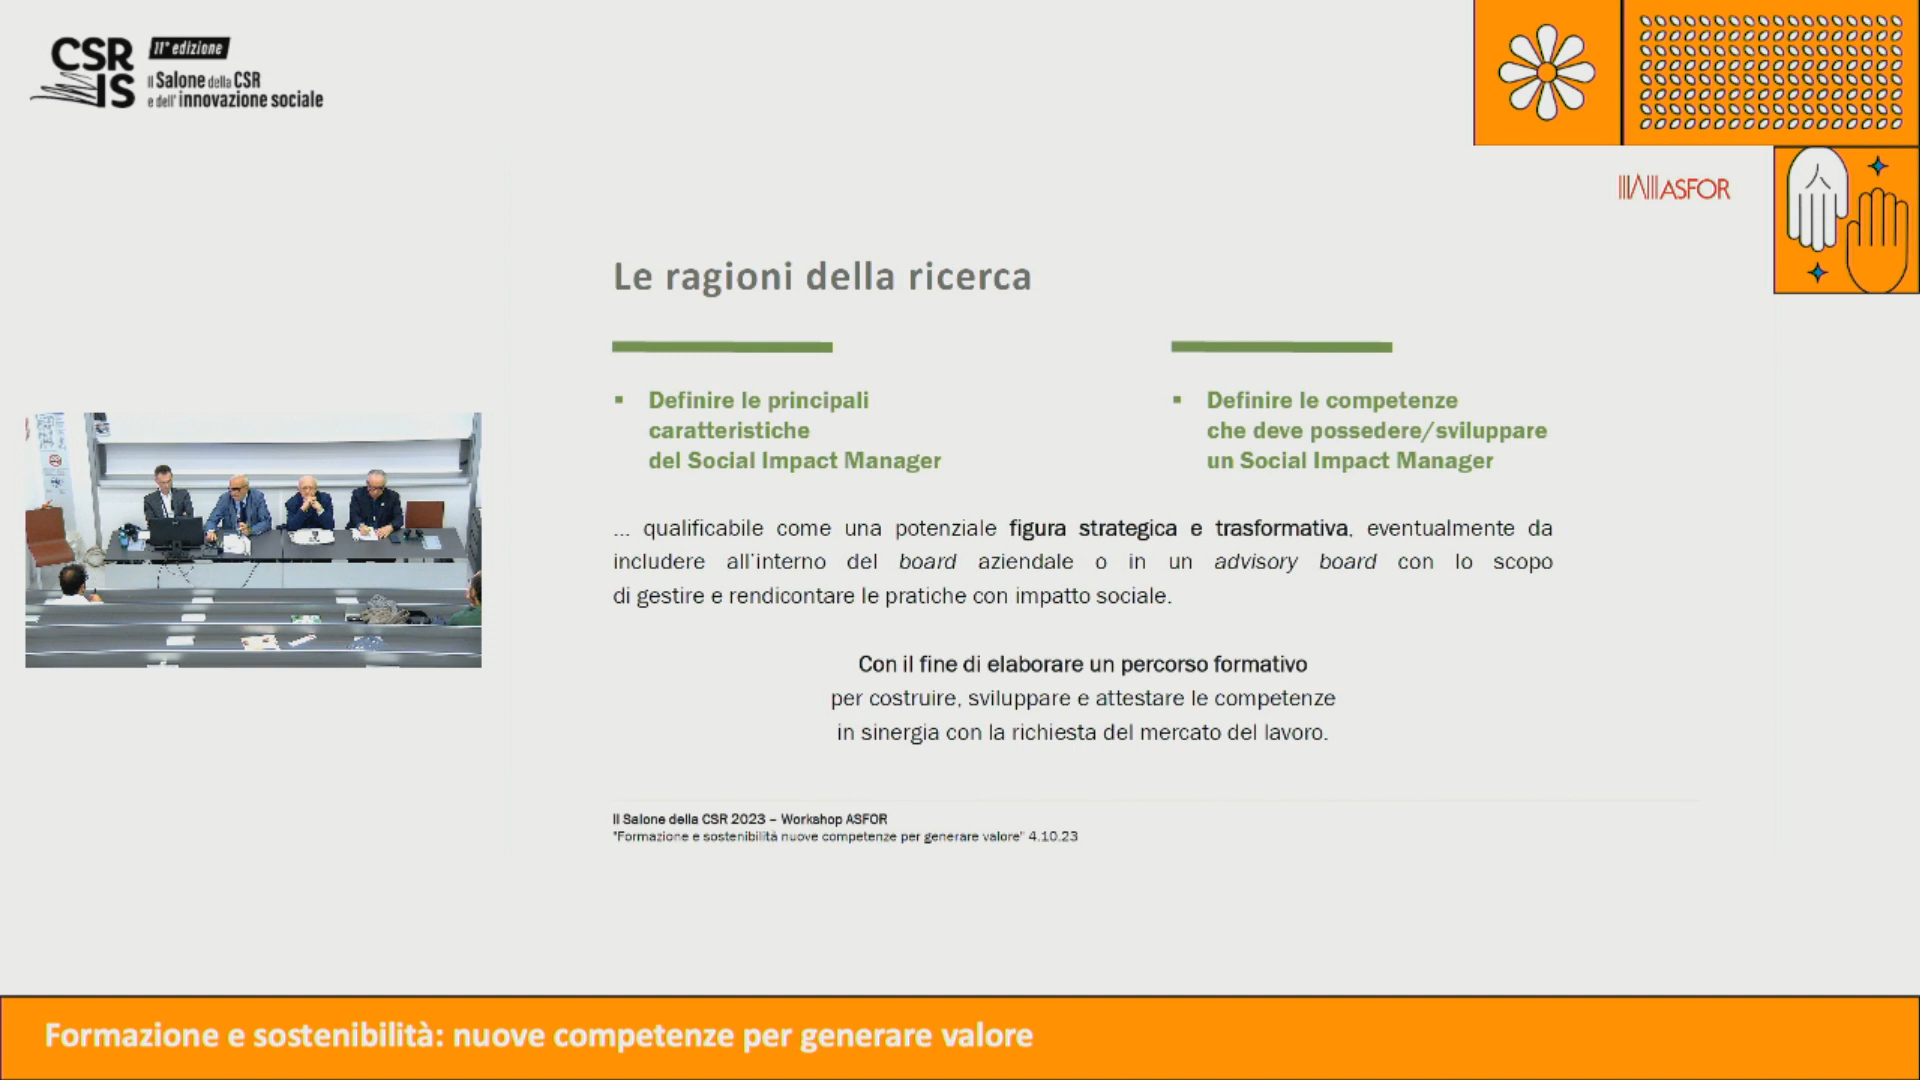 CSR
IS
11ª edizione
Il Salone della CSR
e dell'innovazione sociale
ASFOR
Le ragioni della ricerca
▪ Definire le principali
caratteristiche
del Social Impact Manager
▪ Definire le competenze
che deve possedere/sviluppare
un Social Impact Manager
... qualificabile come una potenziale figura strategica e trasformativa, eventualmente da
includere all'interno del board aziendale o in un advisory board con lo scopo
di gestire e rendicontare le pratiche con impatto sociale.
Con il fine di elaborare un percorso formativo
per costruire, sviluppare e attestare le competenze
in sinergia con la richiesta del mercato del lavoro.
Il Salone della CSR 2023 – Workshop ASFOR
"Formazione e sostenibilità nuove competenze per generare valore" 4.10.23
Formazione e sostenibilità: nuove competenze per generare valore